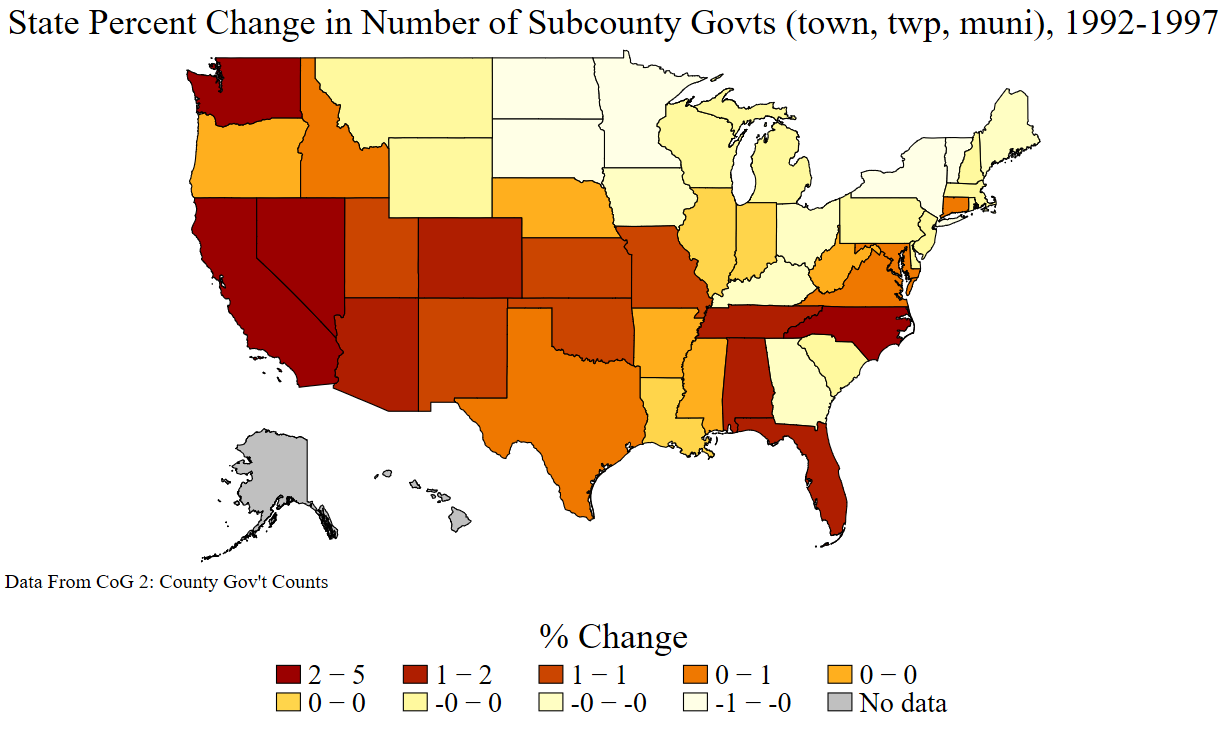 State Percent Change in Number of Subcounty Govts (town, twp, muni), 1992-1997
Data From CoG 2: County Gov't Counts
% Change
2 − 5 1 − 2 1 − 1 0 − 1 0 − 0
0 − 0 -0 − 0 -0 − -0 -1 − -0 No data